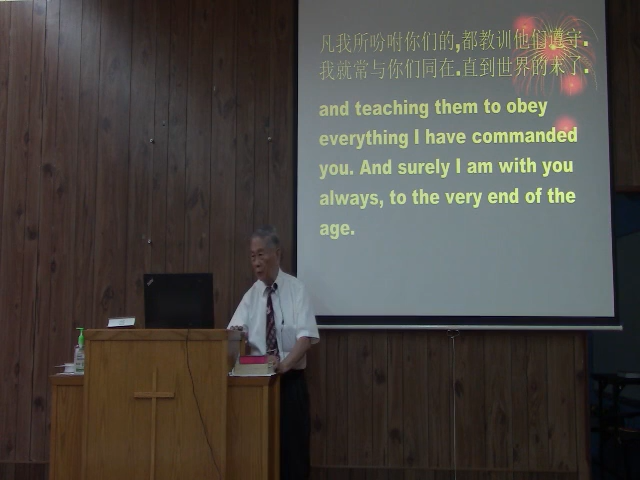 凡我所吩咐你们的,都教训他们遵守.
我就常与你们同在.直到世界的末了.
and teaching them to obey
everything I have commanded
you. And surely I am with you
always, to the very end of the
age.